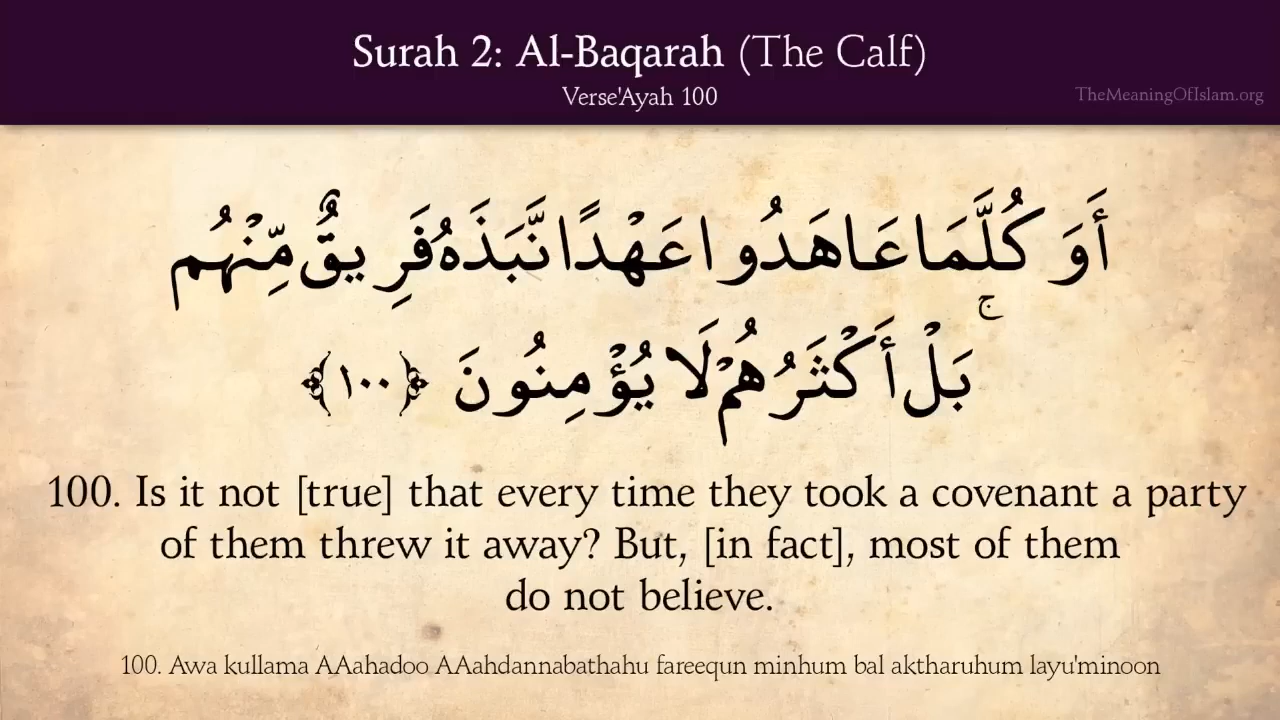 Surah 2: Al-Baqarah (The Calf)
Verse'Ayah 100
TheMeaningOfIslam.org
أَوَ كُلَّمَا عَاهَدُوا عَهْدًا نَّبَذَهُ فَرِيقٌ مِّنْهُم ۚ
بَلْ أَكْثَرُهُمْ لَا يُؤْمِنُونَ ﴿١٠٠﴾
100. Is it not [true] that every time they took a covenant a party
of them threw it away? But, [in fact], most of them
do not believe.
100. Awa kullama AAahadoo AAahdannabathahu fareequn minhum bal aktharuhum layu'minoon